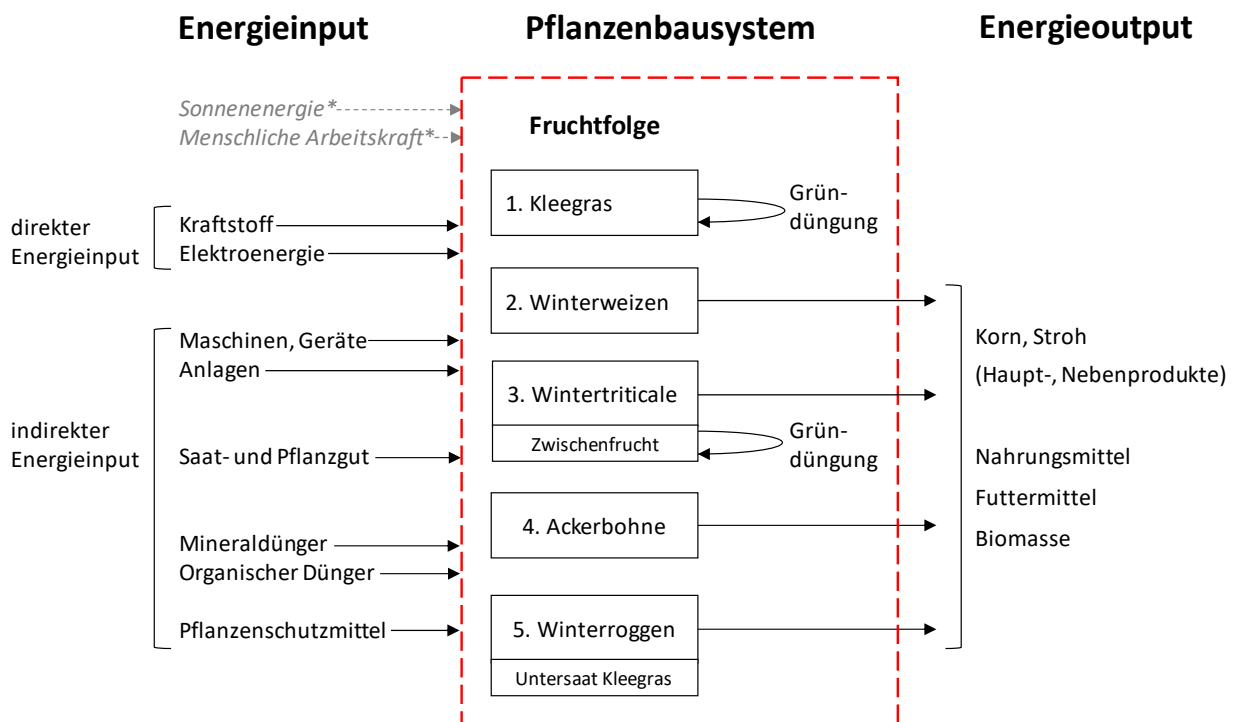 Energieinput
Pflanzenbausystem
Energieoutput
Sonnenenergie*
Menschliche Arbeitskraft*
direkter
Energieinput
Kraftstoff
Elektroenergie
indirekter
Energieinput
Maschinen, Geräte
Anlagen
Saat- und Pflanzgut
Mineraldünger
Organischer Dünger
Pflanzenschutzmittel
Fruchtfolge
1. Kleegras
Grün-
düngung
2. Winterweizen
3. Wintertriticale
Zwischenfrucht
Grün-
düngung
4. Ackerbohne
5. Winterroggen
Untersaat Kleegras
Korn, Stroh
(Haupt-, Nebenprodukte)
Nahrungsmittel
Futtermittel
Biomasse